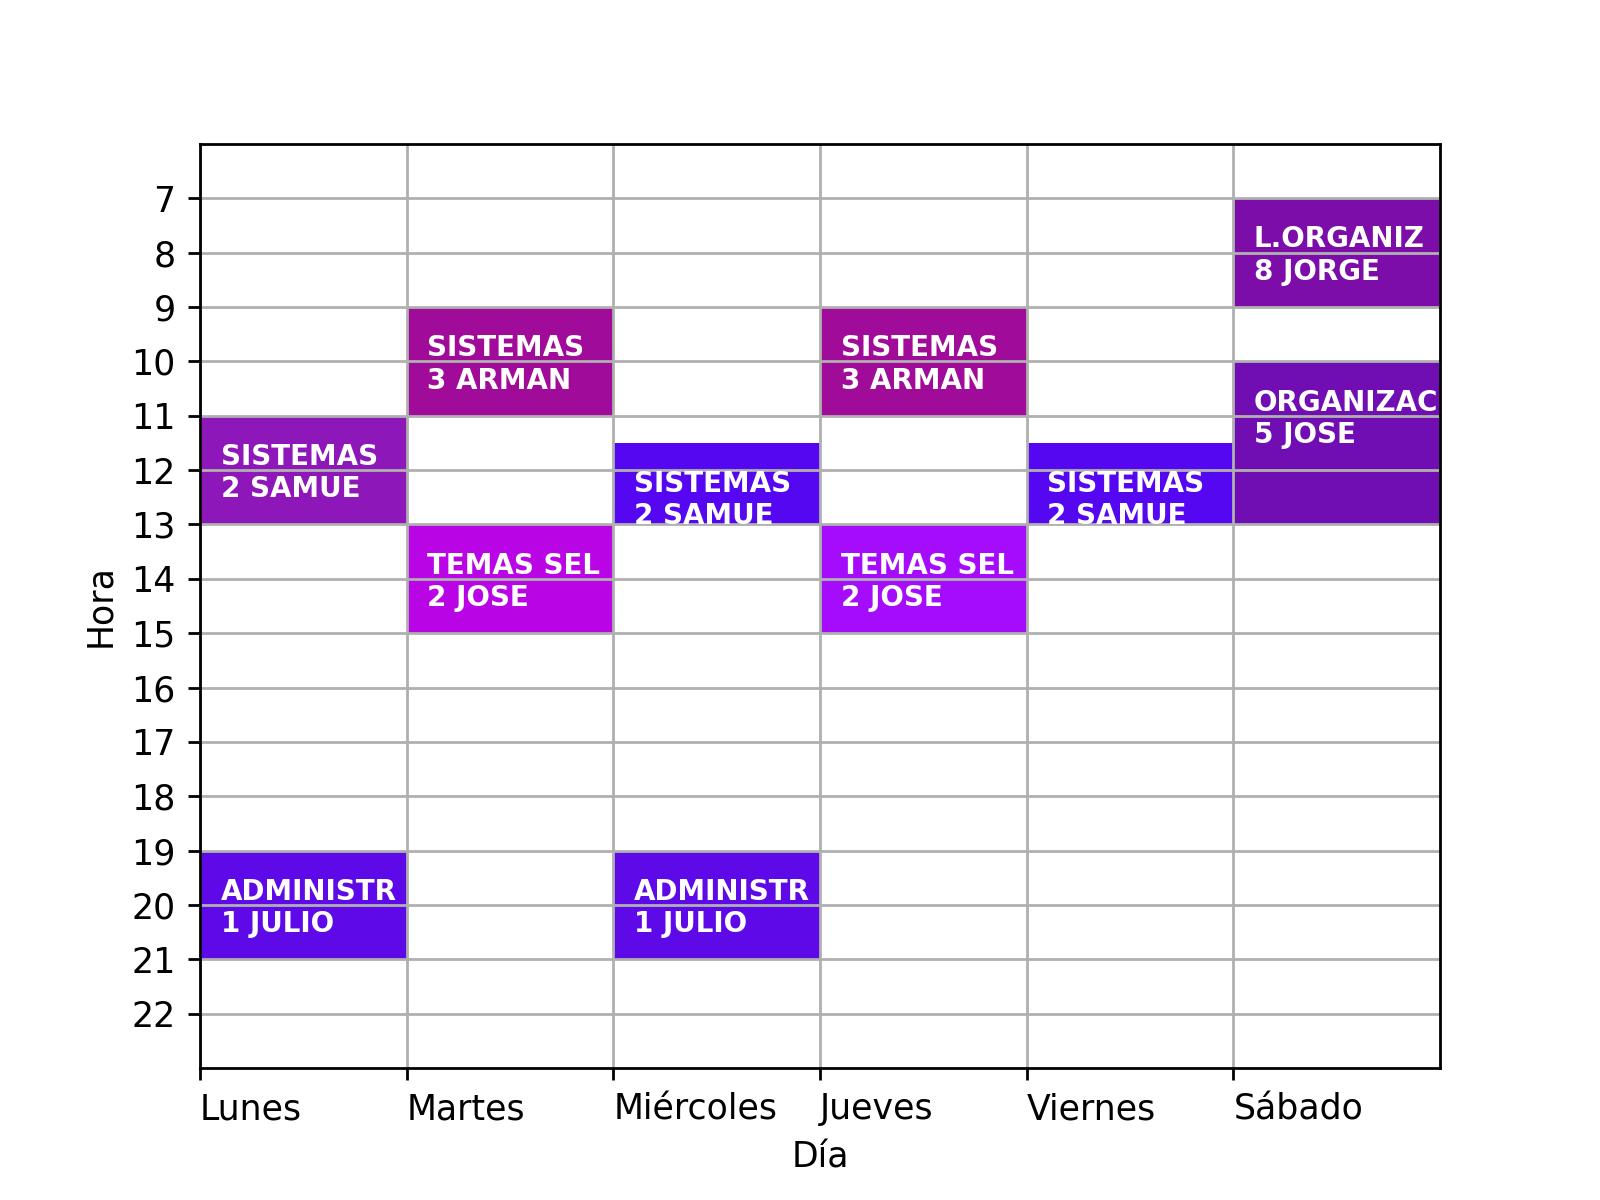 7
L.ORGANIZ
8
8 JORGE
9
SISTEMAS
3 ARMAN
SISTEMAS
3 ARMAN
10
ORGANIZAC
5 JOSE
11
SISTEMAS
2 SAMUE
SISTEMAS
2 SAMUE
SISTEMAS
2 SAMUE
12
13
TEMAS SEL
2 JOSE
TEMAS SEL
2 JOSE
14
Hora
15
16
17
18
19
ADMINISTR
1 JULIO
ADMINISTR
1 JULIO
20
21
22
Lunes
Martes
Miércoles
Jueves
Viernes
Sábado
Día